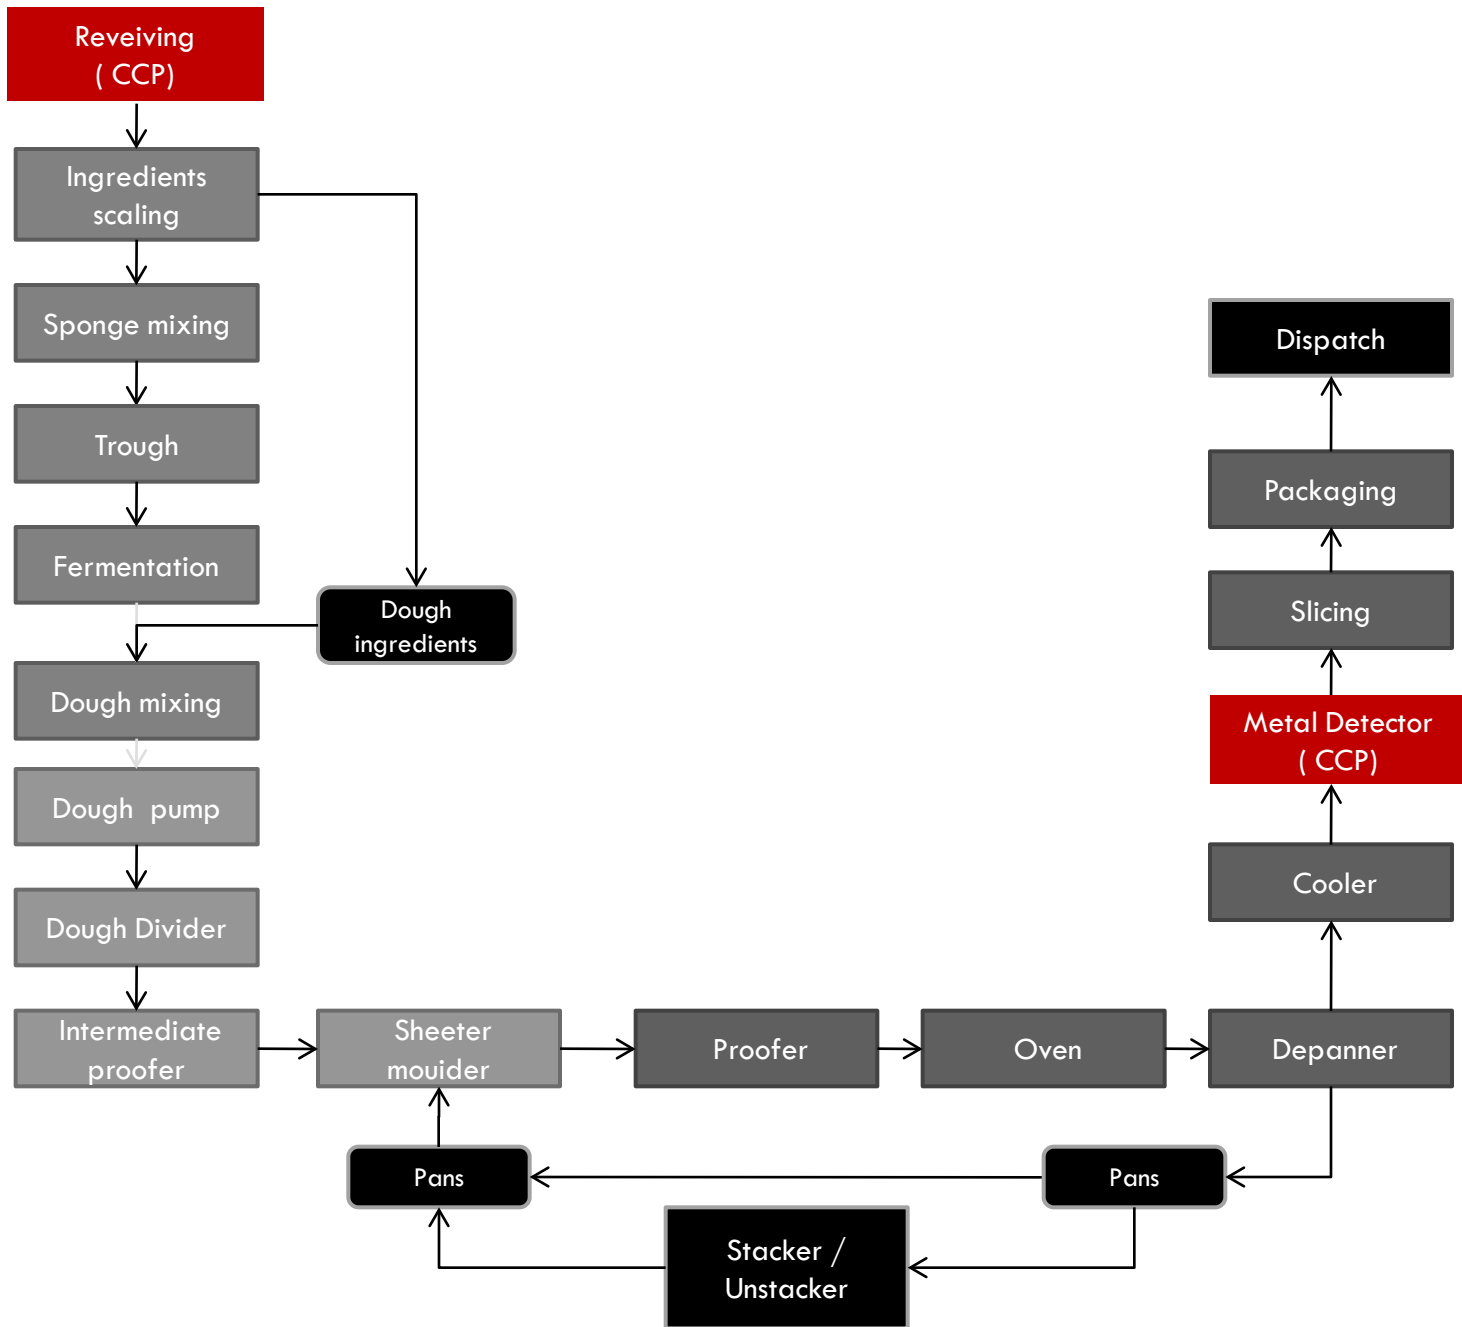 Reveiving
( CCP)
Ingredients
scaling
Sponge mixing
Trough
Fermentation
Dough
ingredients
Dough mixing
Dough  pump
Dough Divider
Intermediate
proofer
Sheeter
mouider
Proofer
Oven
Depanner
Pans
Pans
Stacker /
Unstacker
Cooler
Metal Detector
( CCP)
Slicing
Packaging
Dispatch